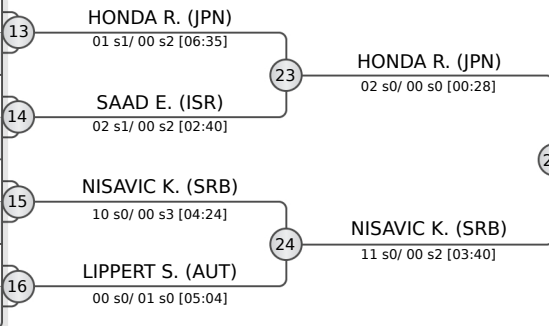 HONDA R. (JPN)
13
01 s1/ 00 s2 [06:35]
HONDA R. (JPN)
23
02 s0/ 00 s0 [00:28]
SAAD E. (ISR)
14
02 s1/ 00 s2 [02:40]
NISAVIC K. (SRB)
15
10 s0/ 00 s3 [04:24]
NISAVIC K. (SRB)
24
11 s0/ 00 s2 [03:40]
LIPPERT S. (AUT)
16
00 s0/ 01 s0 [05:04]